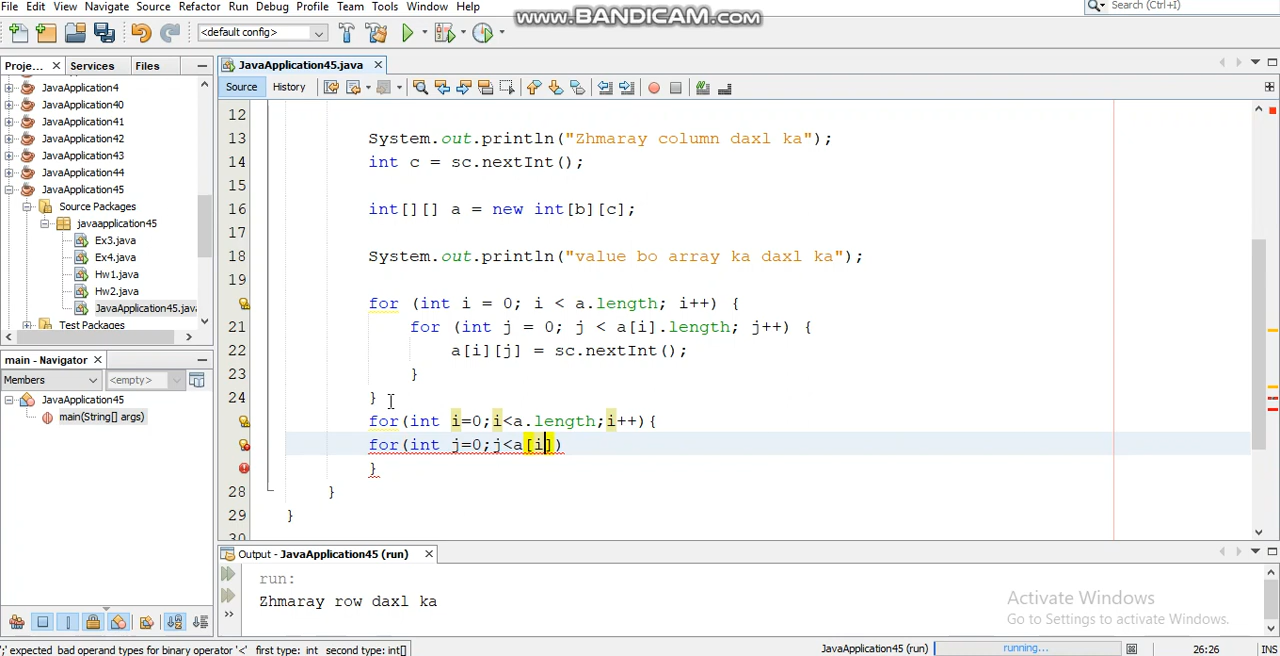 File Edit View Navigate Source Refactor Run Debug Profile Team Tools Window Help
www.BANDICAM.com
Search (Ctrl+I)
<default config>
Proje... Services Files
JavaApplication45.java
Source History
JavaApplication4
JavaApplication40
JavaApplication41
JavaApplication42
JavaApplication43
JavaApplication44
JavaApplication45
Source Packages
javaapplication45
Ex3.java
Ex4.java
Hw1.java
Hw2.java
JavaApplication45.java
Test Packages
main - Navigator
Members <empty>
JavaApplication45
main(String[] args)
12
13 System.out.println("Zhmaray column daxl ka");
14 int c = sc.nextInt();
15
16 int[][] a = new int[b][c];
17
18 System.out.println("value bo array ka daxl ka");
19
for (int i = 0; i < a.length; i++) {
21 for (int j = 0; j < a[i].length; j++) {
22 a[i][j] = sc.nextInt();
23 }
24 }
for(int i=0;i<a.length;i++){
for(int j=0;j<a[i])
}
28 }
29 }
30
Output - JavaApplication45 (run)
run:
Zhmaray row daxl ka
Activate Windows
Go to Settings to activate Windows.
';' expected bad operand types for binary operator '<' first type: int second type: int[]
JavaApplication45 (run) running... 26:26 INS